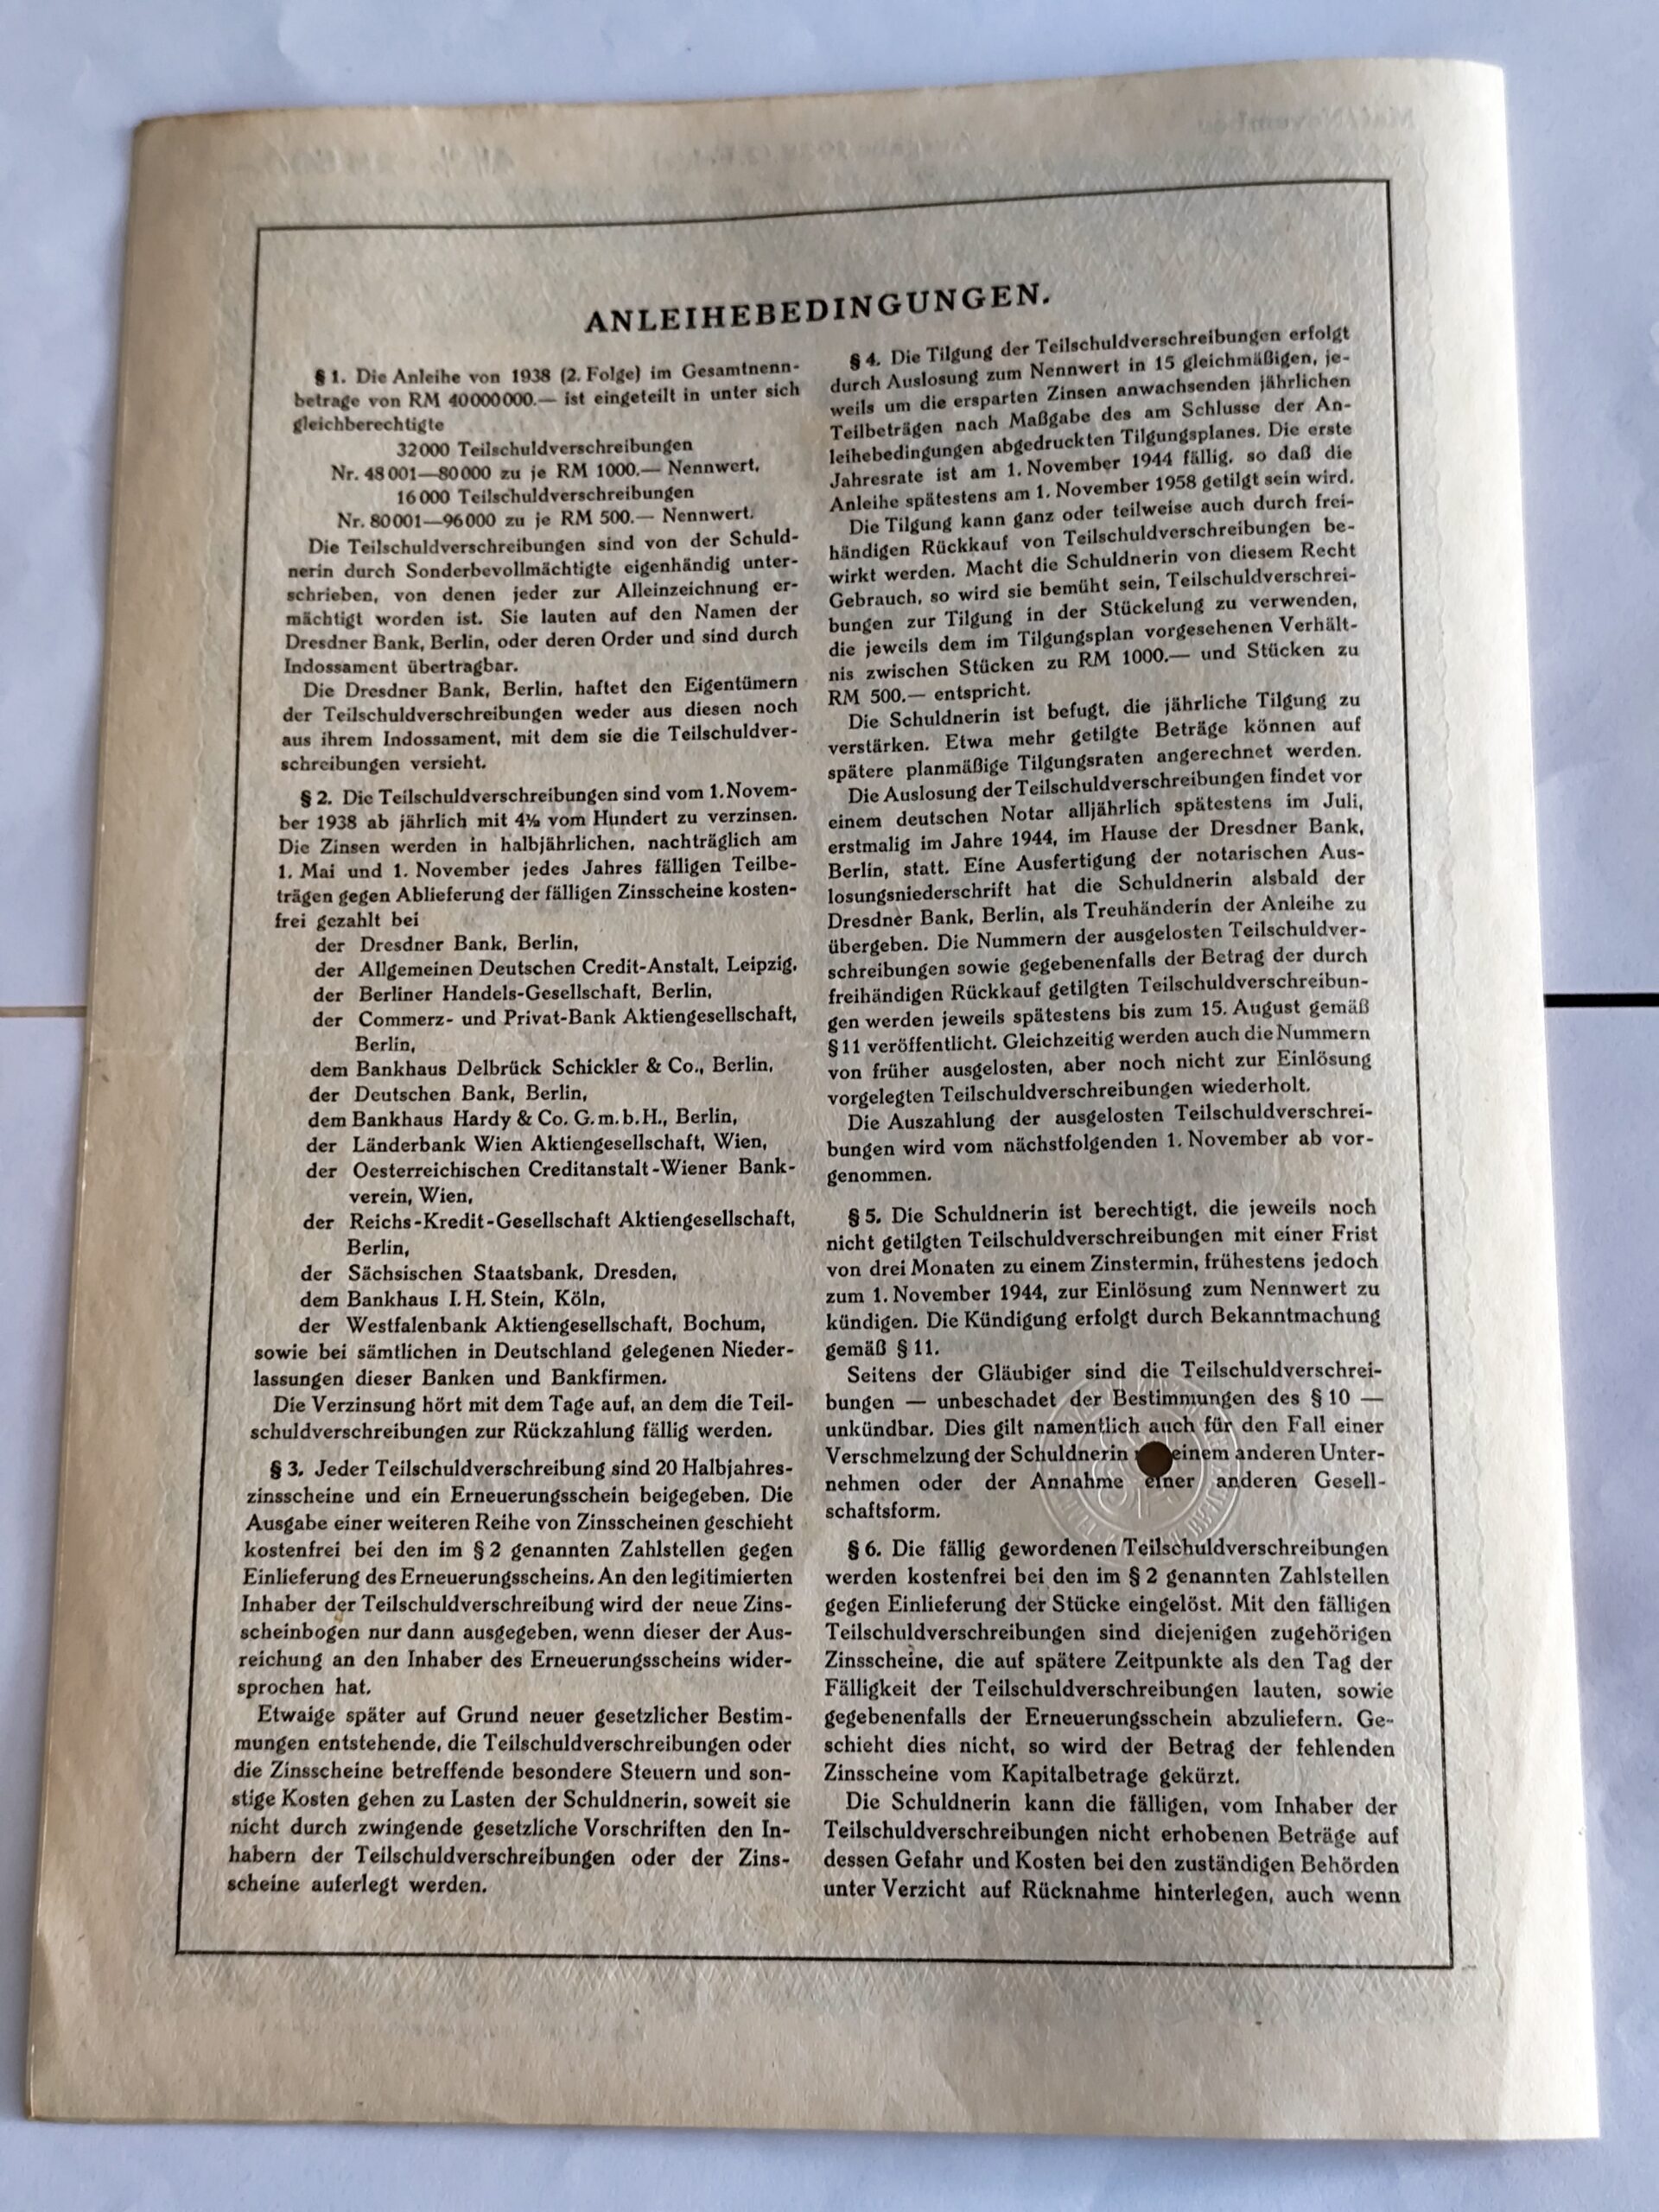 ANLEIHEBEDINGUNGEN.
§ 1. Die Anleihe von 1938 (2. Folge) im Gesamtnenn-
betrage von RM 40000000.— ist eingeteilt in unter sich
gleichberechtigte
32000 Teilschuldverschreibungen
Nr. 48001—80000 zu je RM 1000.— Nennwert,
16000 Teilschuldverschreibungen
Nr. 80001—96000 zu je RM 500.— Nennwert.
Die Teilschuldverschreibungen sind von der Schuld-
nerin durch Sonderbevollmächtigte eigenhändig unter-
schrieben, von denen jeder zur Alleinzeichnung er-
mächtigt worden ist. Sie lauten auf den Namen der
Dresdner Bank, Berlin, oder deren Order und sind durch
Indossament übertragbar.
Die Dresdner Bank, Berlin, haftet den Eigentümern
der Teilschuldverschreibungen weder aus diesen noch
aus ihrem Indossament, mit dem sie die Teilschuldver-
schreibungen versieht.
§ 2. Die Teilschuldverschreibungen sind vom 1. Novem-
ber 1938 ab jährlich mit 4½ vom Hundert zu verzinsen.
Die Zinsen werden in halbjährlichen, nachträglich am
1. Mai und 1. November jedes Jahres fälligen Teilbe-
trägen gegen Ablieferung der fälligen Zinsscheine kosten-
frei gezahlt bei
der Dresdner Bank, Berlin,
der Allgemeinen Deutschen Credit-Anstalt, Leipzig,
der Berliner Handels-Gesellschaft, Berlin,
der Commerz- und Privat-Bank Aktiengesellschaft,
Berlin,
dem Bankhaus Delbrück Schickler & Co., Berlin,
der Deutschen Bank, Berlin,
dem Bankhaus Hardy & Co. G.m.b.H., Berlin,
der Länderbank Wien Aktiengesellschaft, Wien,
der Oesterreichischen Creditanstalt-Wiener Bank-
verein, Wien,
der Reichs-Kredit-Gesellschaft Aktiengesellschaft,
Berlin,
der Sächsischen Staatsbank, Dresden,
dem Bankhaus I. H. Stein, Köln,
der Westfalenbank Aktiengesellschaft, Bochum,
sowie bei sämtlichen in Deutschland gelegenen Nieder-
lassungen dieser Banken und Bankfirmen.
Die Verzinsung hört mit dem Tage auf, an dem die Teil-
schuldverschreibungen zur Rückzahlung fällig werden.
§ 3. Jeder Teilschuldverschreibung sind 20 Halbjahres-
zinsscheine und ein Erneuerungsschein beigegeben. Die
Ausgabe einer weiteren Reihe von Zinsscheinen geschieht
kostenfrei bei den im § 2 genannten Zahlstellen gegen
Einlieferung des Erneuerungsscheins. An den legitimierten
Inhaber der Teilschuldverschreibung wird der neue Zins-
scheinbogen nur dann ausgegeben, wenn dieser der Aus-
reichung an den Inhaber des Erneuerungsscheins wider-
sprochen hat.
Etwaige später auf Grund neuer gesetzlicher Bestim-
mungen entstehende, die Teilschuldverschreibungen oder
die Zinsscheine betreffende besondere Steuern und son-
stige Kosten gehen zu Lasten der Schuldnerin, soweit sie
nicht durch zwingende gesetzliche Vorschriften den In-
habern der Teilschuldverschreibungen oder der Zins-
scheine auferlegt werden.
§ 4. Die Tilgung der Teilschuldverschreibungen erfolgt
durch Auslosung zum Nennwert in 15 gleichmäßigen, je-
weils um die ersparten Zinsen anwachsenden jährlichen
Teilbeträgen nach Maßgabe des am Schlusse der An-
leihebedingungen abgedruckten Tilgungsplanes. Die erste
Jahresrate ist am 1. November 1944 fällig, so daß die
Anleihe spätestens am 1. November 1958 getilgt sein wird.
Die Tilgung kann ganz oder teilweise auch durch frei-
händigen Rückkauf von Teilschuldverschreibungen be-
wirkt werden. Macht die Schuldnerin von diesem Recht
Gebrauch, so wird sie bemüht sein, Teilschuldverschrei-
bungen zur Tilgung in der Stückelung zu verwenden,
die jeweils dem im Tilgungsplan vorgesehenen Verhält-
nis zwischen Stücken zu RM 1000.— und Stücken zu
RM 500.— entspricht.
Die Schuldnerin ist befugt, die jährliche Tilgung zu
verstärken. Etwa mehr getilgte Beträge können auf
spätere planmäßige Tilgungsraten angerechnet werden.
Die Auslosung der Teilschuldverschreibungen findet vor
einem deutschen Notar alljährlich spätestens im Juli,
erstmalig im Jahre 1944, im Hause der Dresdner Bank,
Berlin, statt. Eine Ausfertigung der notarischen Aus-
losungsniederschrift hat die Schuldnerin alsbald der
Dresdner Bank, Berlin, als Treuhänderin der Anleihe zu
übergeben. Die Nummern der ausgelosten Teilschuldver-
schreibungen sowie gegebenenfalls der Betrag der durch
freihändigen Rückkauf getilgten Teilschuldverschreibun-
gen werden jeweils spätestens bis zum 15. August gemäß
§ 11 veröffentlicht. Gleichzeitig werden auch die Nummern
von früher ausgelosten, aber noch nicht zur Einlösung
vorgelegten Teilschuldverschreibungen wiederholt.
Die Auszahlung der ausgelosten Teilschuldverschrei-
bungen wird vom nächstfolgenden 1. November ab vor-
genommen.
§ 5. Die Schuldnerin ist berechtigt, die jeweils noch
nicht getilgten Teilschuldverschreibungen mit einer Frist
von drei Monaten zu einem Zinstermin, frühestens jedoch
zum 1. November 1944, zur Einlösung zum Nennwert zu
kündigen. Die Kündigung erfolgt durch Bekanntmachung
gemäß § 11.
Seitens der Gläubiger sind die Teilschuldverschrei-
bungen — unbeschadet der Bestimmungen des § 10 —
unkündbar. Dies gilt namentlich auch für den Fall einer
Verschmelzung der Schuldnerin einem anderen Unter-
nehmen oder der Annahme einer anderen Gesell-
schaftsform.
§ 6. Die fällig gewordenen Teilschuldverschreibungen
werden kostenfrei bei den im § 2 genannten Zahlstellen
gegen Einlieferung der Stücke eingelöst. Mit den fälligen
Teilschuldverschreibungen sind diejenigen zugehörigen
Zinsscheine, die auf spätere Zeitpunkte als den Tag der
Fälligkeit der Teilschuldverschreibungen lauten, sowie
gegebenenfalls der Erneuerungsschein abzuliefern. Ge-
schieht dies nicht, so wird der Betrag der fehlenden
Zinsscheine vom Kapitalbetrage gekürzt.
Die Schuldnerin kann die fälligen, vom Inhaber der
Teilschuldverschreibungen nicht erhobenen Beträge auf
dessen Gefahr und Kosten bei den zuständigen Behörden
unter Verzicht auf Rücknahme hinterlegen, auch wenn